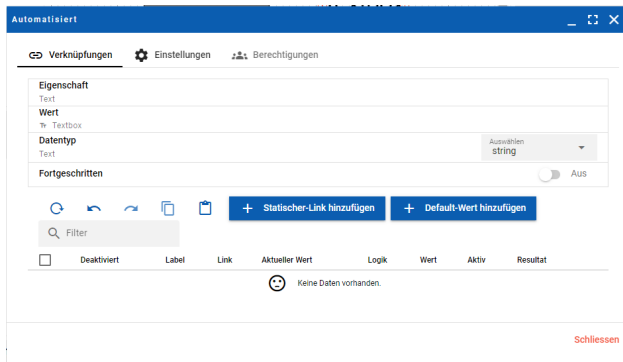 Automatisiert
Verknüpfungen Einstellungen Berechtigungen
Eigenschaft
Text
Wert
Tr Textbox
Datentyp
Text
Auswählen
string
Fortgeschritten Aus
Statischer-Link hinzufügen Default-Wert hinzufügen
Filter
Deaktiviert Label Link Aktueller Wert Logik Wert Aktiv Resultat
Keine Daten vorhanden.
Schliessen